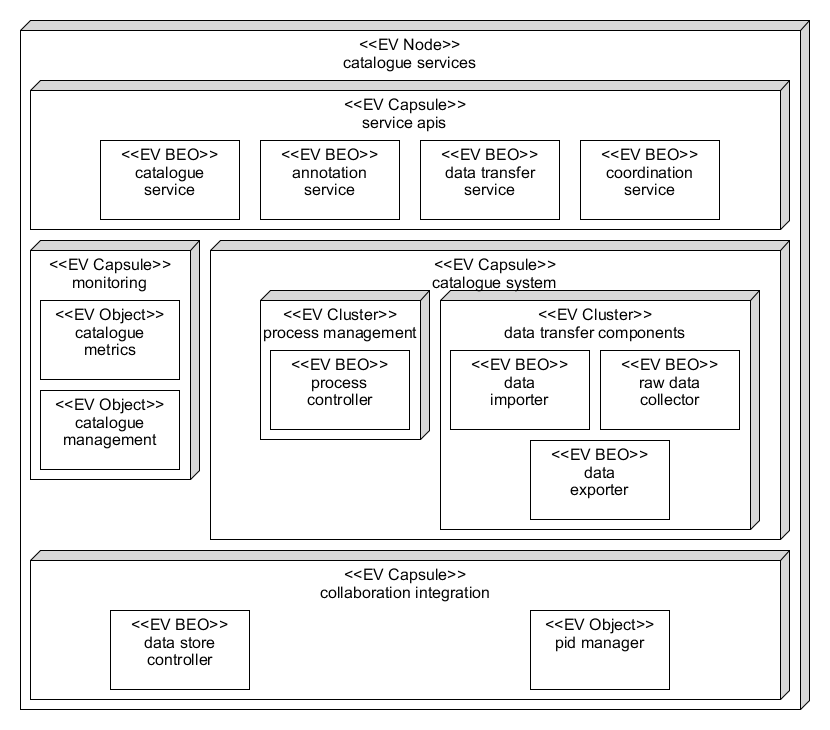 <<EV Node>>
catalogue services
<<EV Capsule>>
service apis
<<EV BEO>>
catalogue
service
<<EV BEO>>
annotation
service
<<EV BEO>>
data transfer
service
<<EV BEO>>
coordination
service
<<EV Capsule>>
monitoring
<<EV Object>>
catalogue
metrics
<<EV Object>>
catalogue
management
<<EV Capsule>>
catalogue system
<<EV Cluster>>
process management
<<EV BEO>>
process
controller
<<EV Cluster>>
data transfer components
<<EV BEO>>
data
importer
<<EV BEO>>
raw data
collector
<<EV BEO>>
data
exporter
<<EV Capsule>>
collaboration integration
<<EV BEO>>
data store
controller
<<EV Object>>
pid manager